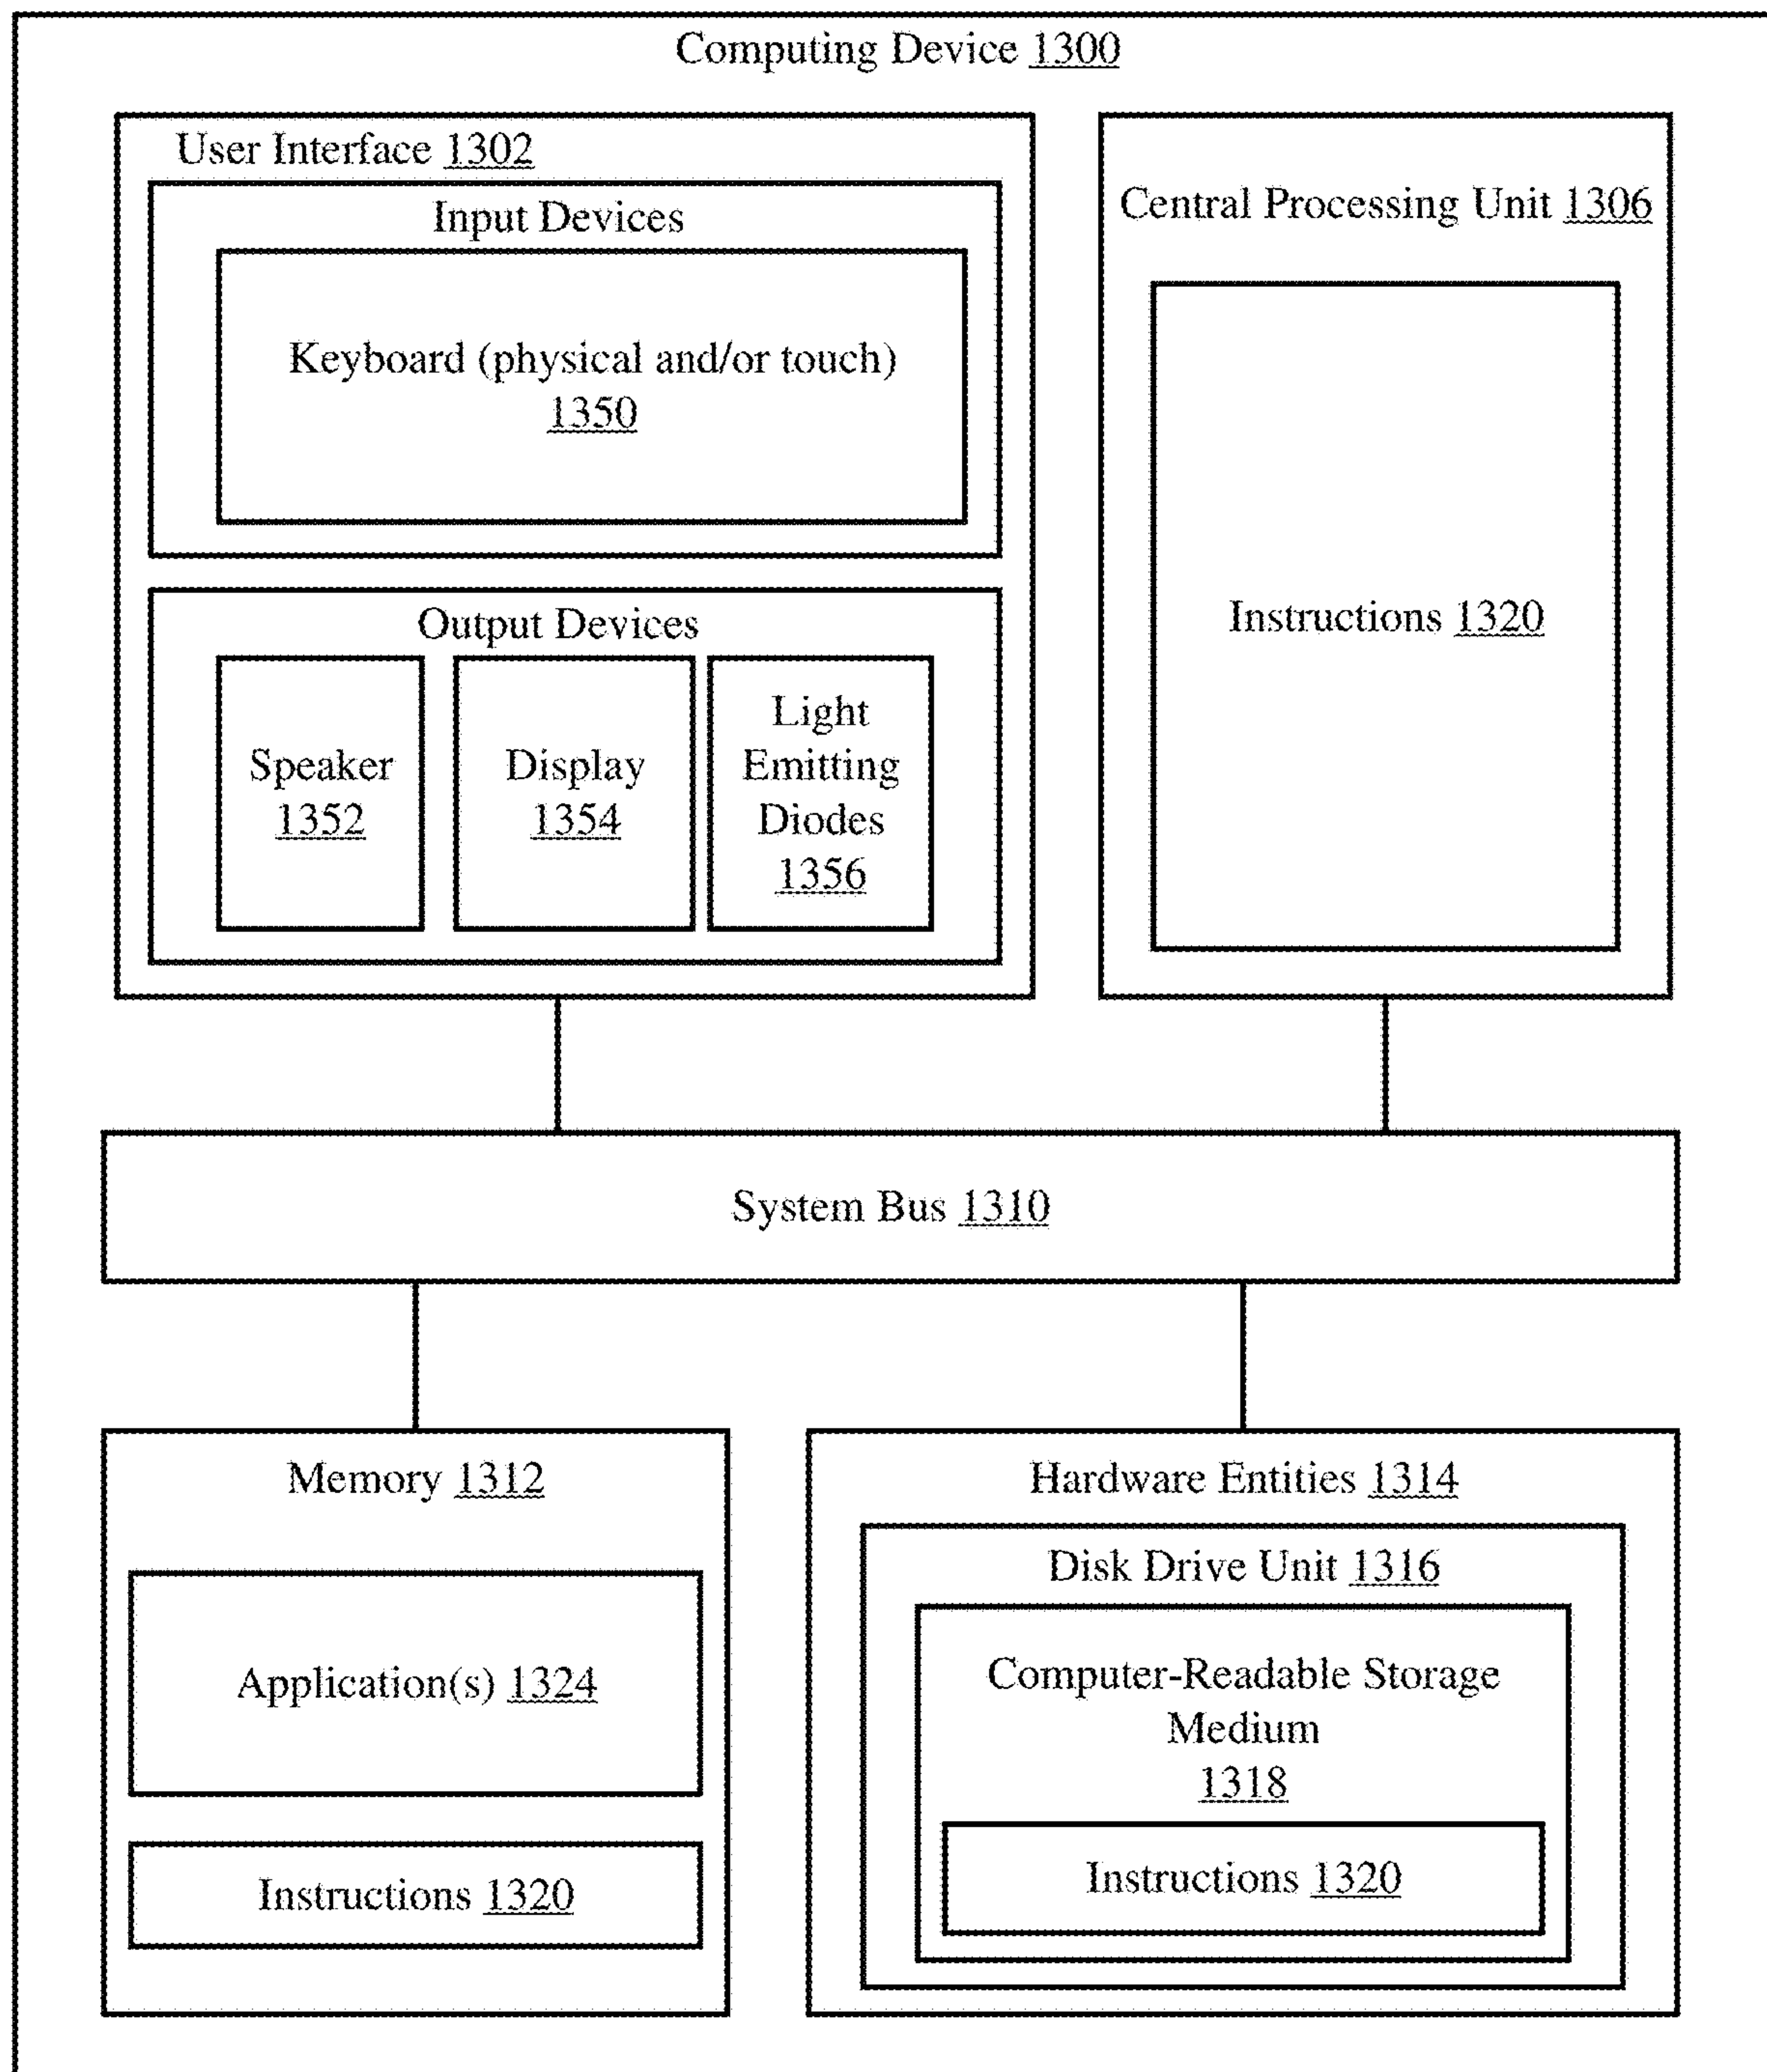 Computing Device 1300
User Interface 1302
Input Devices
Keyboard (physical and/or touch)
1350
Output Devices
Speaker
1352
Display
1354
Light
Emitting
Diodes
1356
Central Processing Unit 1306
Instructions 1320
System Bus 1310
Memory 1312
Application(s) 1324
Instructions 1320
Hardware Entities 1314
Disk Drive Unit 1316
Computer-Readable Storage
Medium
1318
Instructions 1320